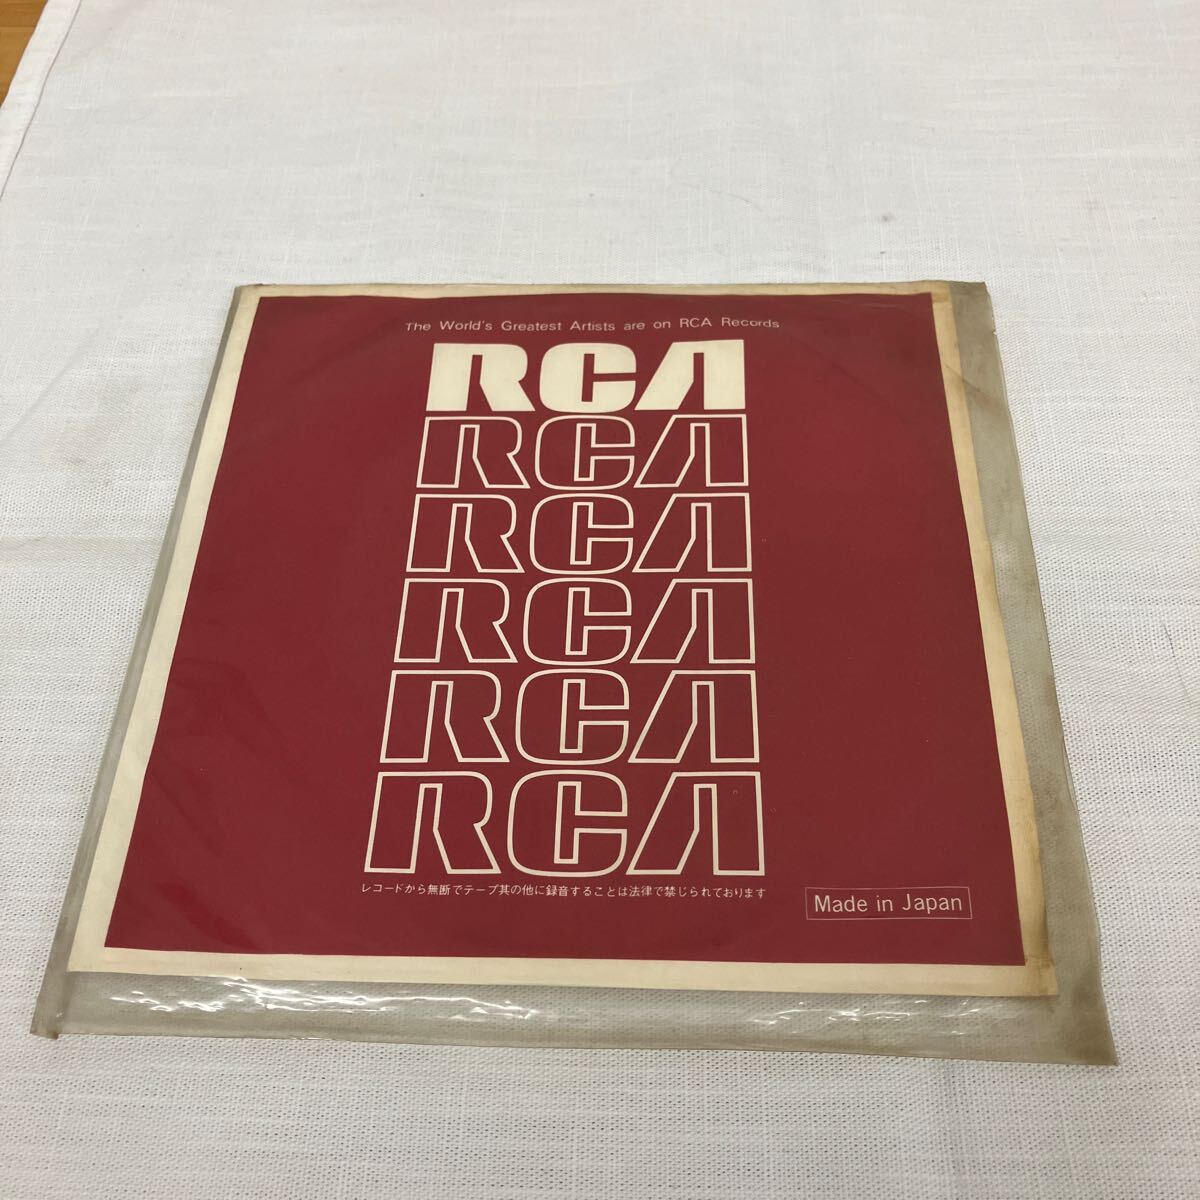 The World's Greatest Artists are on RCA Records
RCA
RCA
RCA
RCA
RCA
RCA
レコードから無断でテープ其の他に録音することは法律で禁じられております
Made in Japan